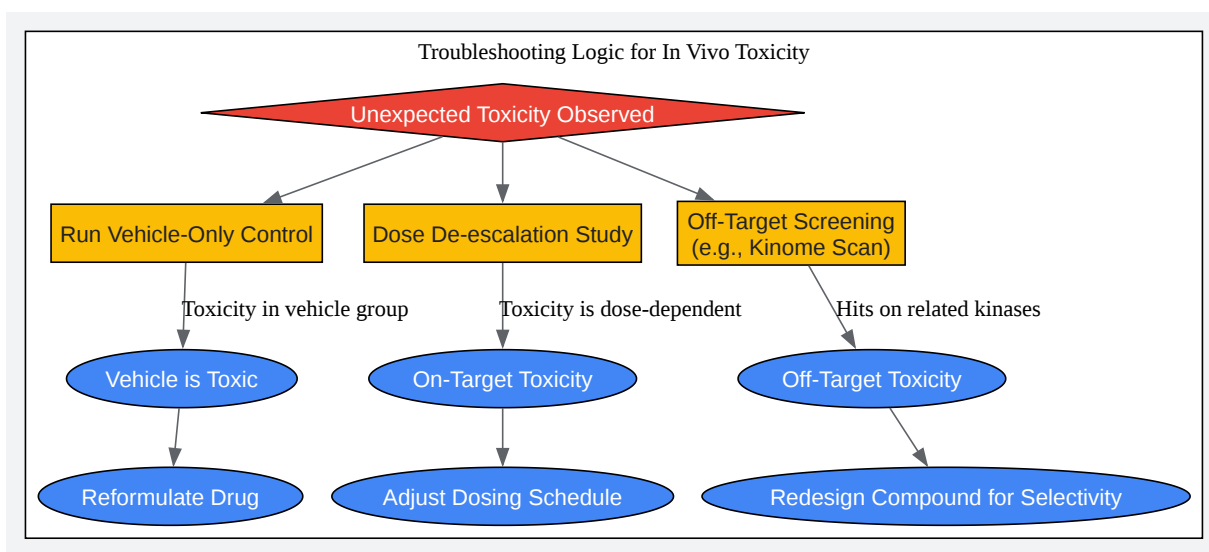 Troubleshooting Logic for In Vivo Toxicity
Unexpected Toxicity Observed
Run Vehicle-Only Control
Dose De-escalation Study
Off-Target Screening
(e.g., Kinome Scan)
Toxicity in vehicle group
Toxicity is dose-dependent
Hits on related kinases
Vehicle is Toxic
On-Target Toxicity
Off-Target Toxicity
Reformulate Drug
Adjust Dosing Schedule
Redesign Compound for Selectivity